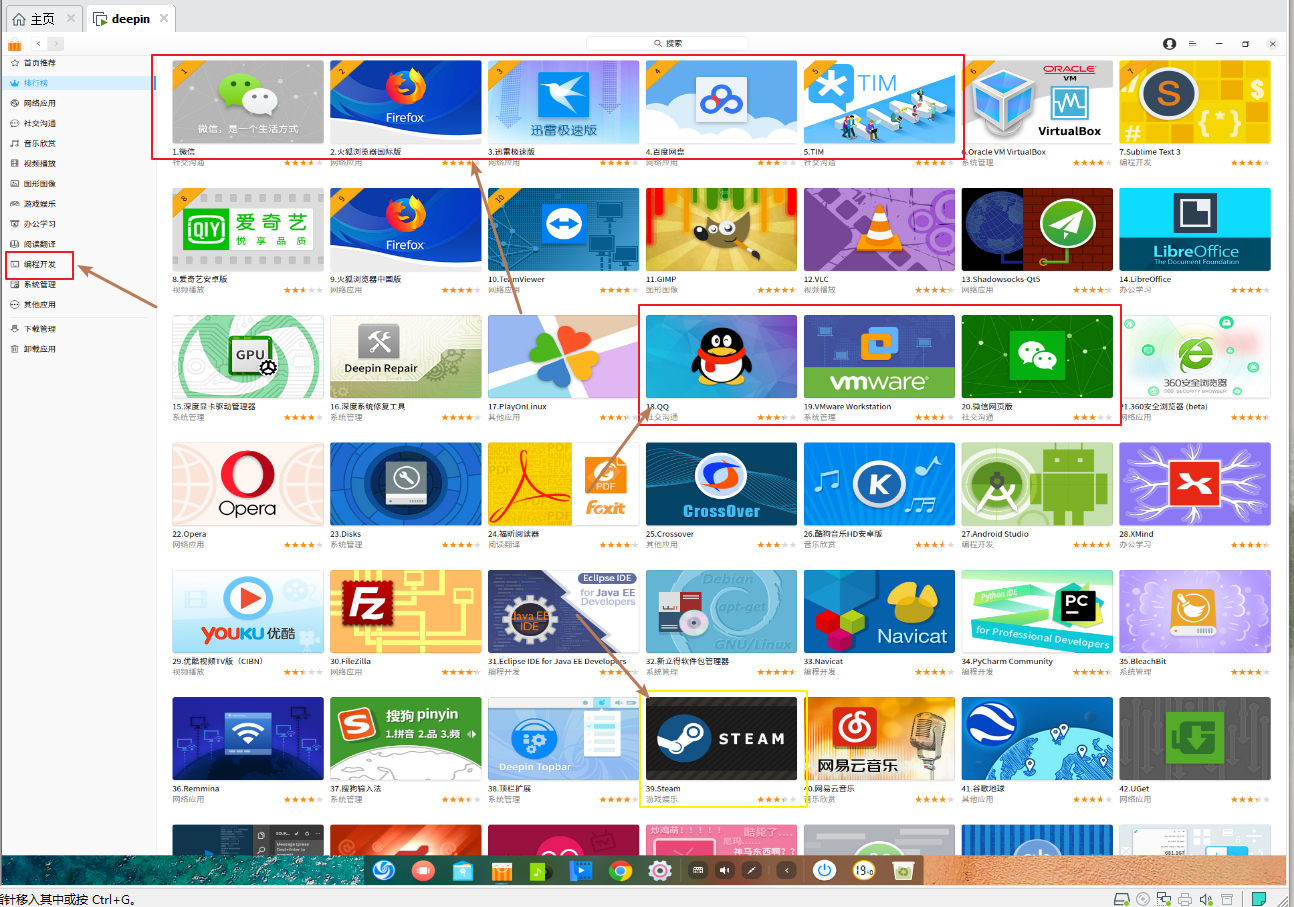 主页
deepin
搜索
首页推荐
排行榜
网络应用
社交沟通
音乐欣赏
视频播放
图形图像
游戏娱乐
办公学习
阅读翻译
编程开发
系统管理
其他应用
下载管理
卸载应用
1 微信，是一个生活方式
2 Firefox
3 迅雷极速版
4
5 TIM
6 ORACLE VM VirtualBox
7 S
1.微信
2.火狐浏览器国际版
3.迅雷极速版
4.百度网盘
5.TIM
6.Oracle VM VirtualBox
7.Sublime Text 3
社交沟通
网络应用
网络应用
网络应用
社交沟通
系统管理
编程开发
8 iQIY 爱奇艺 悦享品质
9 Firefox
10
LibreOffice The Document Foundation
8.爱奇艺安卓版
9.火狐浏览器中国版
10.TeamViewer
11.GIMP
12.VLC
13.Shadowsocks-Qt5
14.LibreOffice
视频播放
网络应用
网络应用
图形图像
视频播放
网络应用
办公学习
GPU
Deepin Repair
vmware
360安全浏览器
360 SECURITY BROWSER
15.深度显卡驱动管理器
16.深度系统修复工具
17.PlayOnLinux
18.QQ
19.VMware Workstation
20.微信网页版
21.360安全浏览器 (beta)
系统管理
系统管理
其他应用
社交沟通
系统管理
社交沟通
网络应用
Opera
PDF
Foxit
CrossOver
K
22.Opera
23.Disks
24.福昕阅读器
25.Crossover
26.酷狗音乐HD安卓版
27.Android Studio
28.XMind
网络应用
系统管理
阅读翻译
其他应用
音乐欣赏
编程开发
办公学习
YOUKU 优酷
Fz
Eclipse IDE for Java EE Developers
Java EE IDE
Debian apt-get GNU/Linux
Navicat
Python IDE PC for Professional Developers
29.优酷视频TV版（CIBN）
30.FileZilla
31.Eclipse IDE for Java EE Developers
32.新立得软件包管理器
33.Navicat
34.PyCharm Community
35.BleachBit
视频播放
网络应用
编程开发
系统管理
编程开发
编程开发
系统管理
S 搜狗 pinyin
1.拼音 2.品 3.频
Deepin Topbar
STEAM
网易云音乐
36.Remmina
37.搜狗输入法
38.顶栏扩展
39.Steam
40.网易云音乐
41.谷歌地球
42.UGet
网络应用
系统管理
系统管理
游戏娱乐
音乐欣赏
其他应用
网络应用
神马东西啊？？
指针移入其中或按 Ctrl+G。